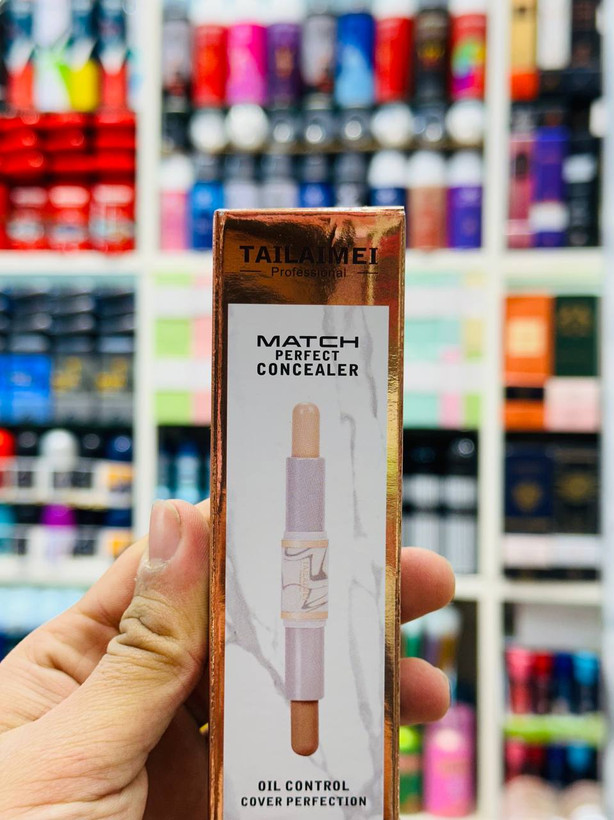 TAILAIMEI
Professional
MATCH
PERFECT
CONCEALER
OIL CONTROL
COVER PERFECTION